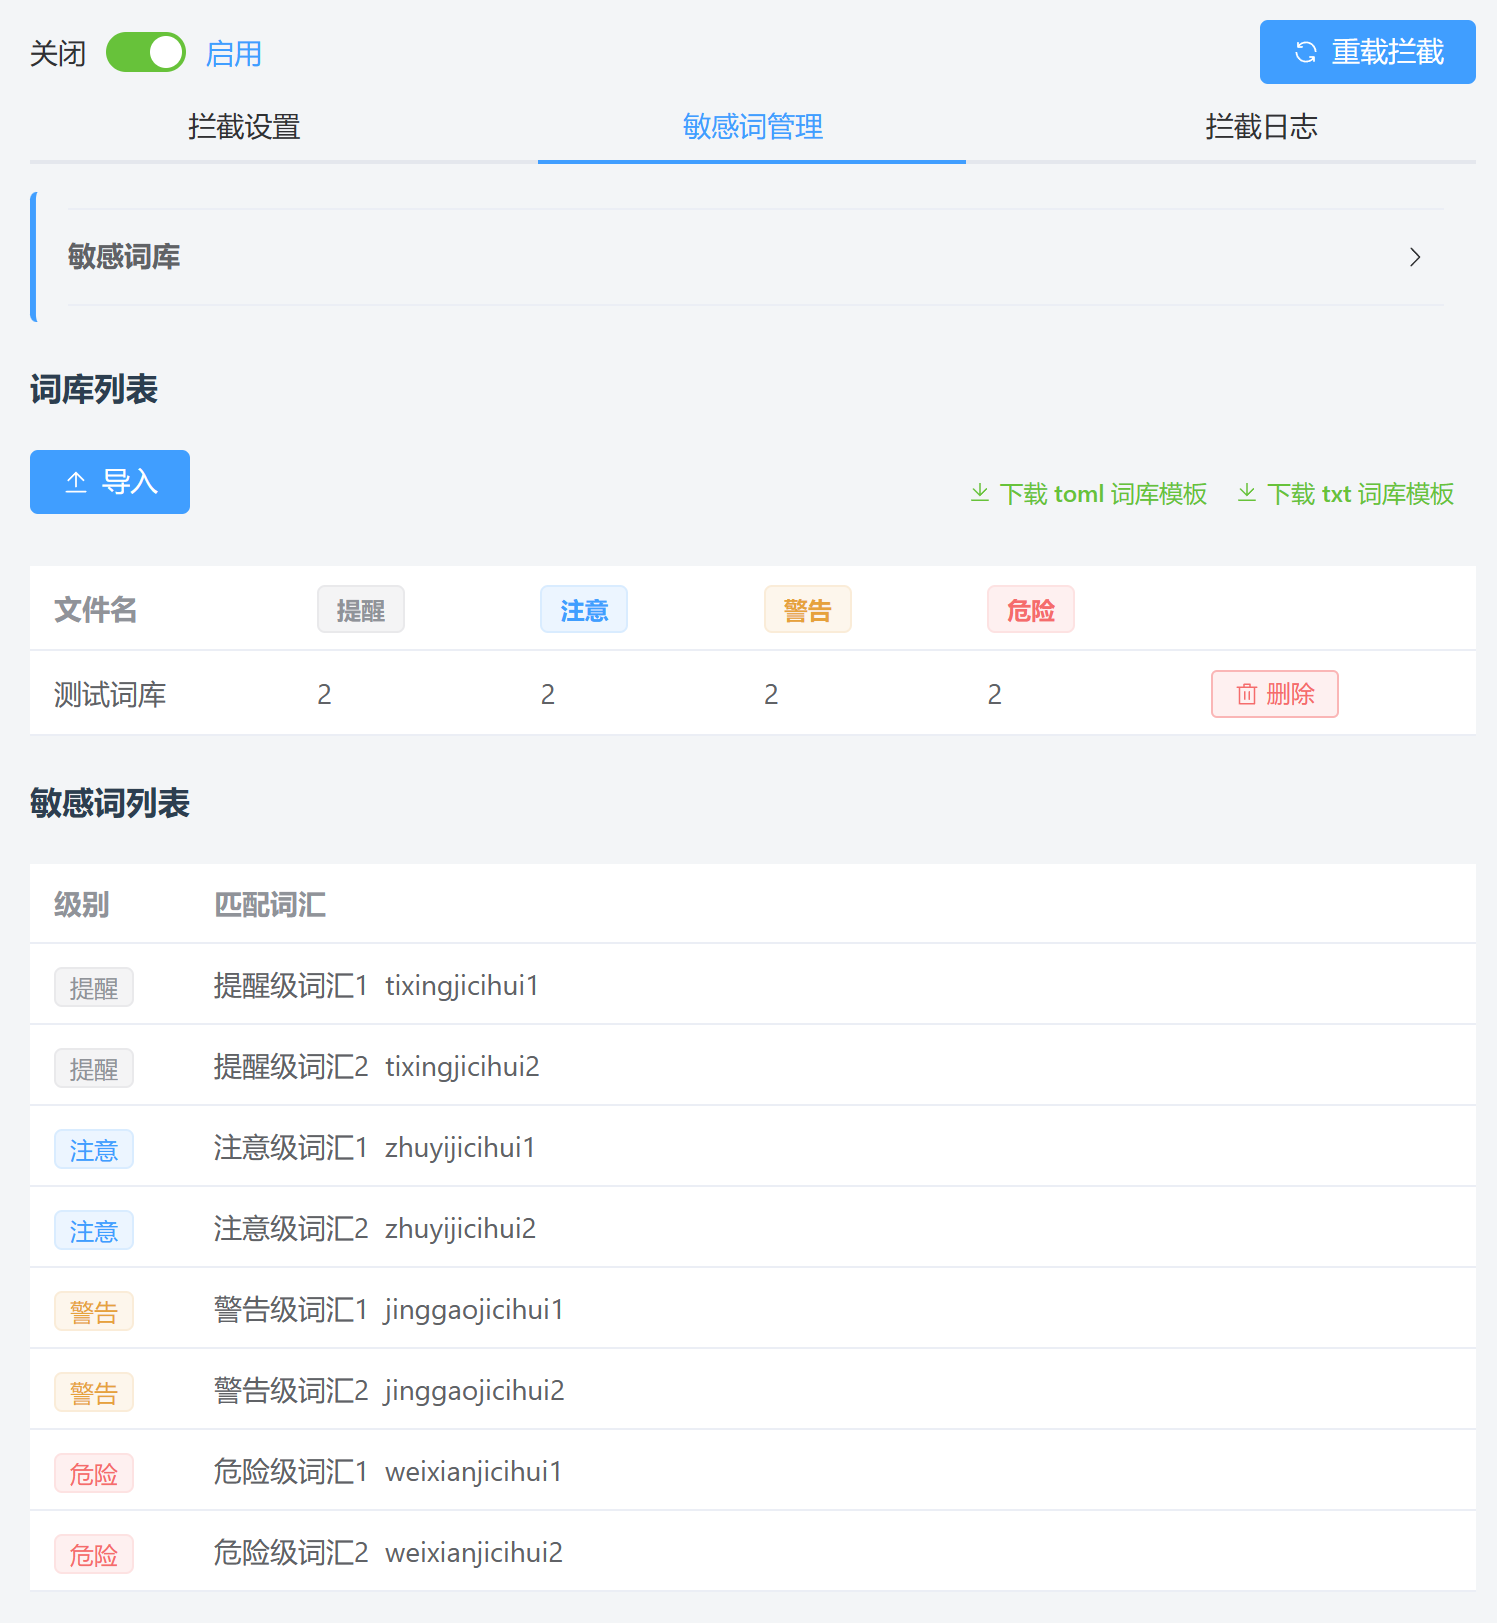 关闭 启用 重载拦截
拦截设置 敏感词管理 拦截日志
敏感词库
词库列表
导入 下载 toml 词库模板 下载 txt 词库模板
文件名 提醒 注意 警告 危险
测试词库 2 2 2 2 删除
敏感词列表
级别 匹配词汇
提醒 提醒级词汇1 tixingjicihui1
提醒 提醒级词汇2 tixingjicihui2
注意 注意级词汇1 zhuyijicihui1
注意 注意级词汇2 zhuyijicihui2
警告 警告级词汇1 jinggaojicihui1
警告 警告级词汇2 jinggaojicihui2
危险 危险级词汇1 weixianjicihui1
危险 危险级词汇2 weixianjicihui2